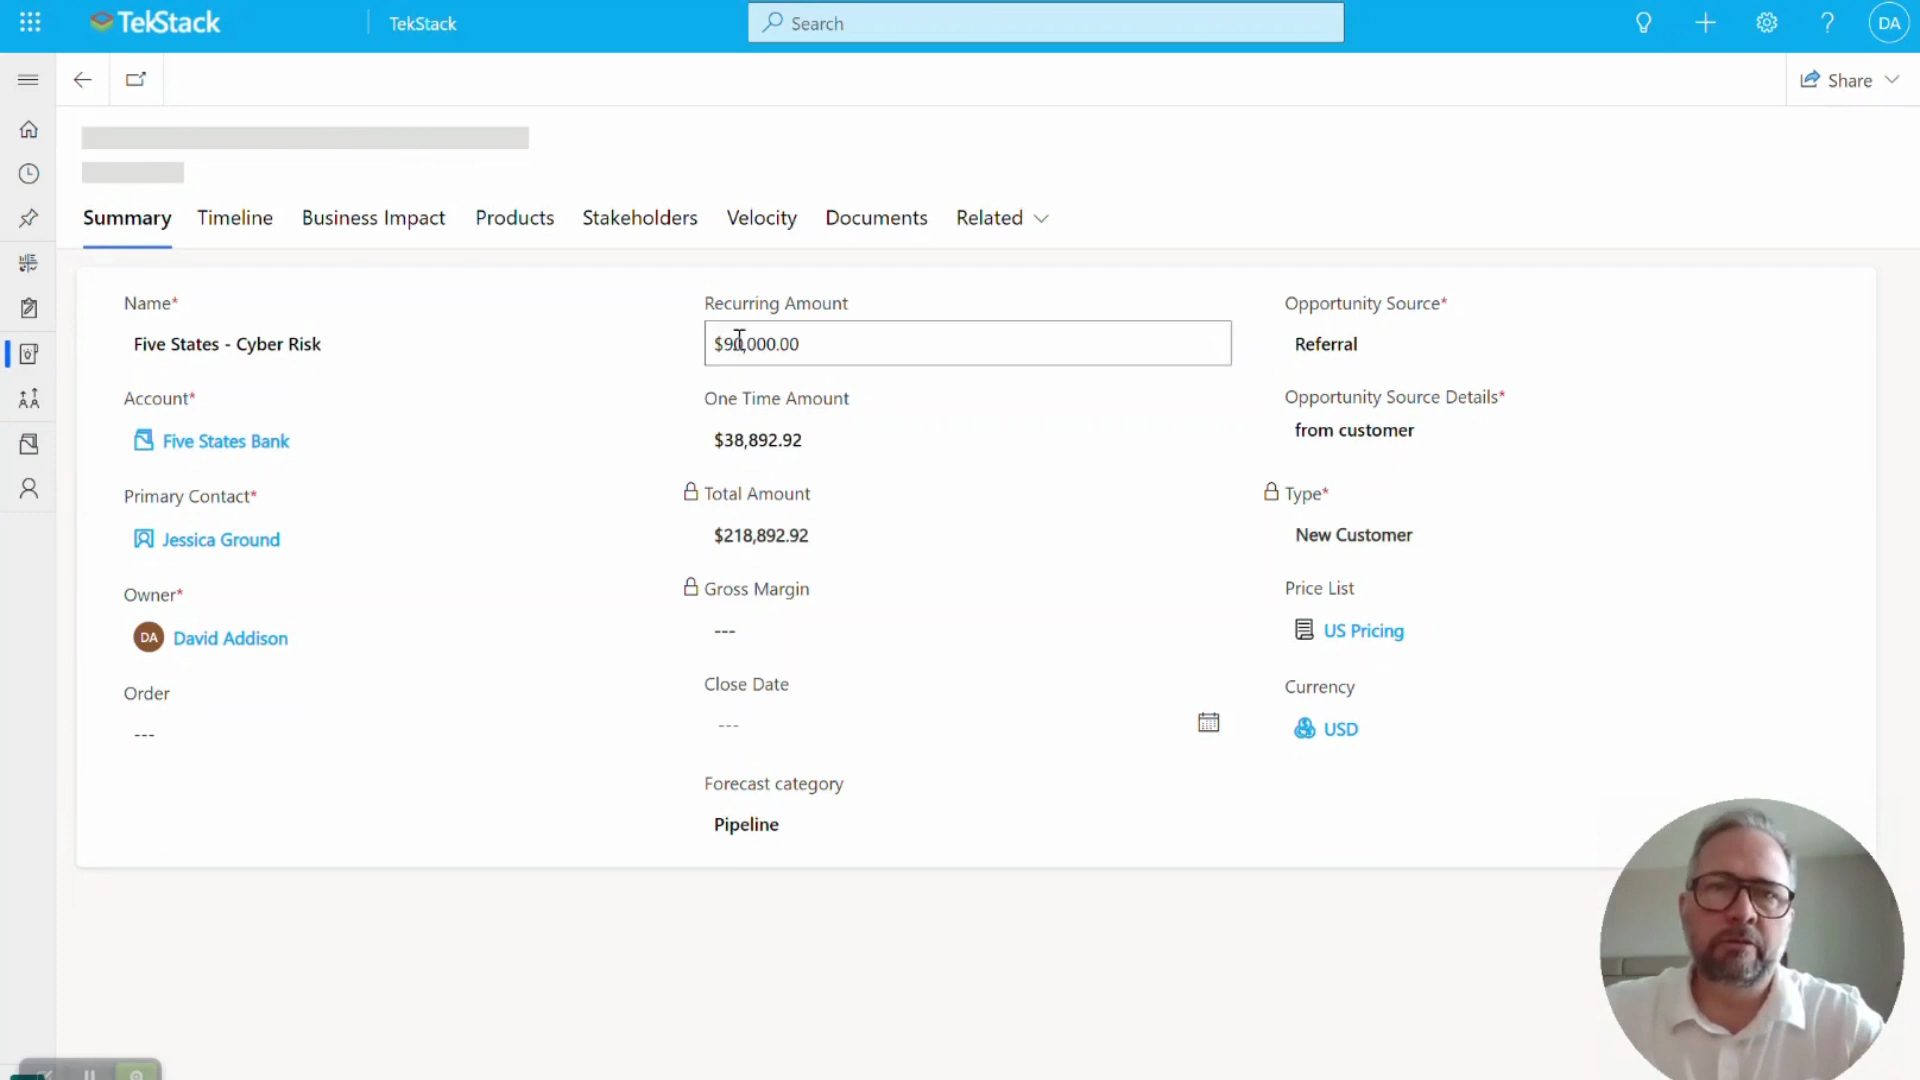 TekStack
TekStack
Search
DA
Share
Summary
Timeline
Business Impact
Products
Stakeholders
Velocity
Documents
Related
Name*
Five States - Cyber Risk
Account*
Five States Bank
Primary Contact*
Jessica Ground
Owner*
DA David Addison
Order
---
Recurring Amount
$90,000.00
One Time Amount
$38,892.92
Total Amount
$218,892.92
Gross Margin
---
Close Date
---
Forecast category
Pipeline
Opportunity Source*
Referral
Opportunity Source Details*
from customer
Type*
New Customer
Price List
US Pricing
Currency
USD